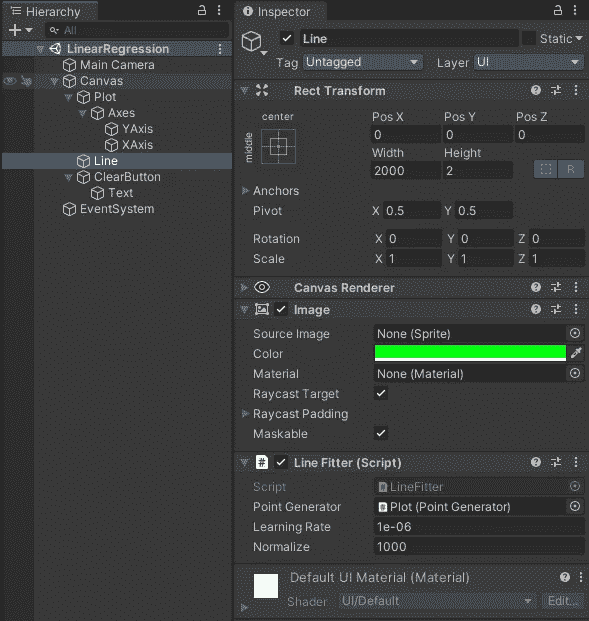 Hierarchy
All
LinearRegression
Main Camera
Canvas
Plot
Axes
YAxis
XAxis
Line
ClearButton
Text
EventSystem
Inspector
Line
Static
Tag Untagged Layer UI
Rect Transform
center
middle
Pos X Pos Y Pos Z
0 0 0
Width Height
2000 2
R
Anchors
Pivot X 0.5 Y 0.5
Rotation X 0 Y 0 Z 0
Scale X 1 Y 1 Z 1
Canvas Renderer
Image
Source Image None (Sprite)
Color
Material None (Material)
Raycast Target
Raycast Padding
Maskable
# Line Fitter (Script)
Script LineFitter
Point Generator Plot (Point Generator)
Learning Rate 1e-06
Normalize 1000
Default UI Material (Material)
Shader UI/Default Edit...